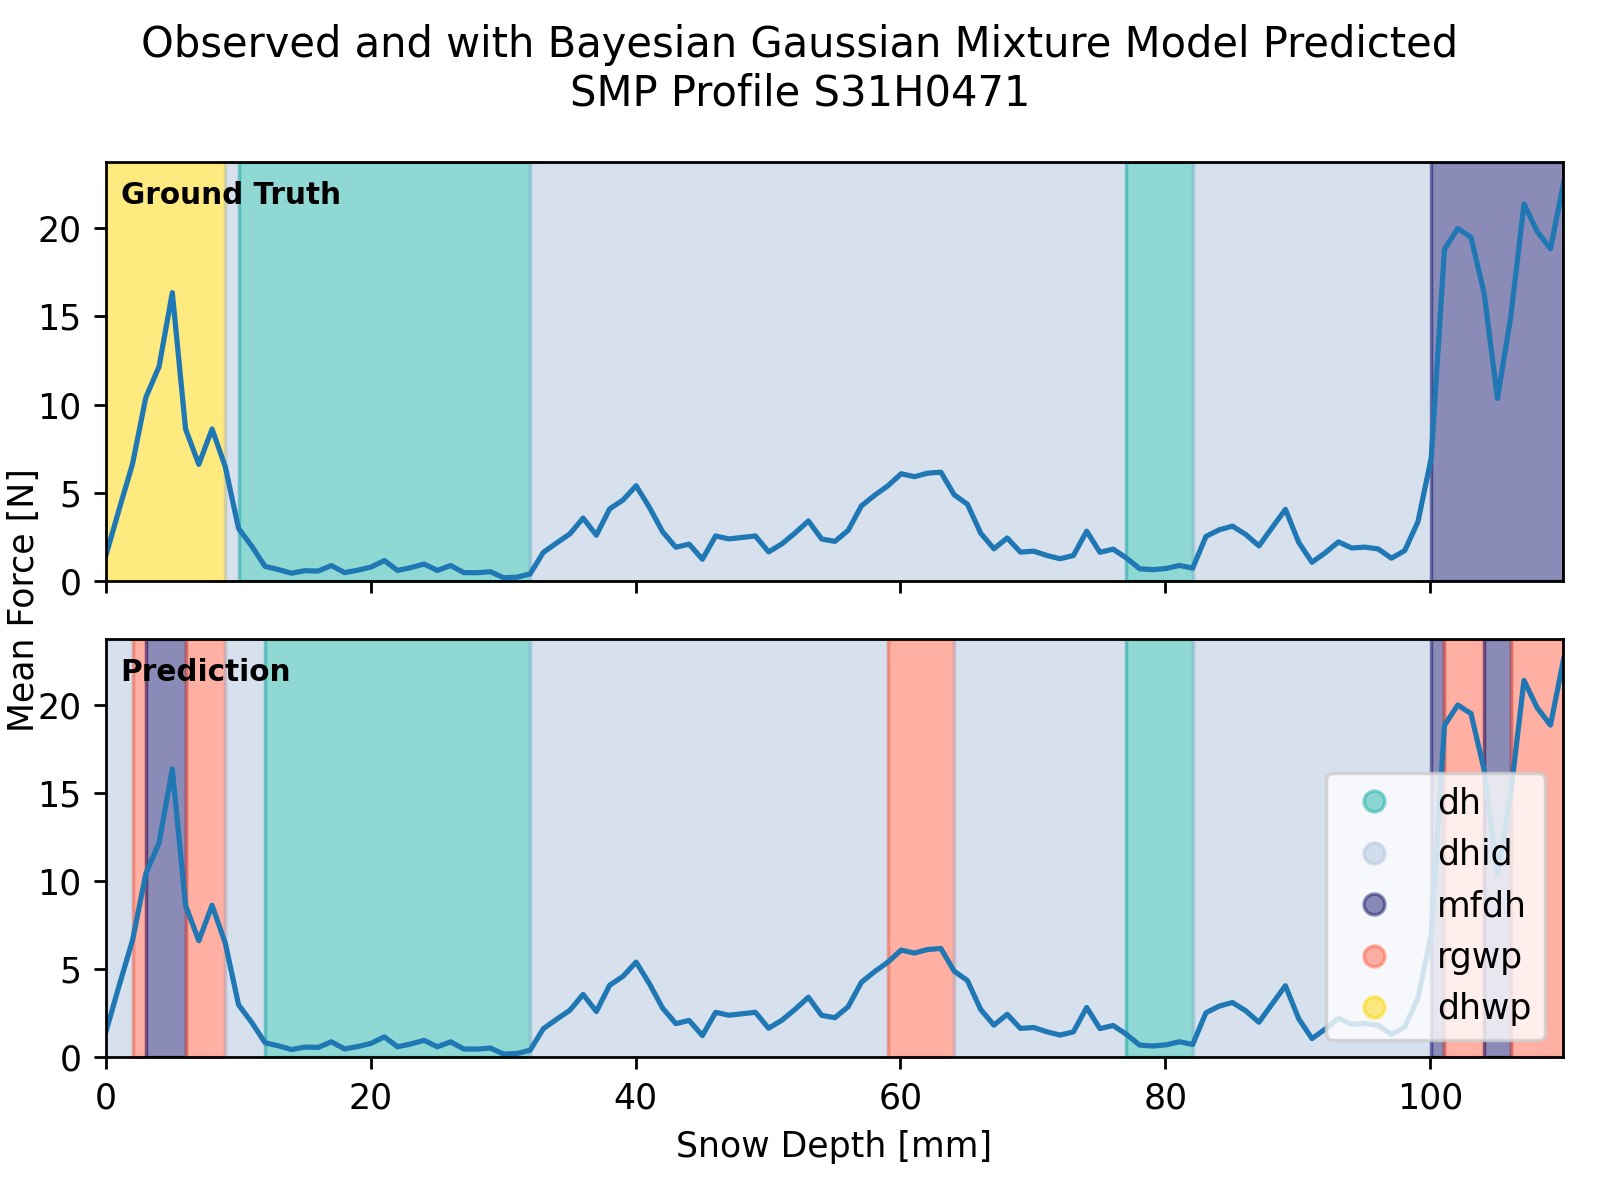 Observed and with Bayesian Gaussian Mixture Model Predicted
SMP Profile S31H0471
Ground Truth
20
15
10
5
0
Mean Force [N]
Prediction
20
15
10
5
0
dh
dhid
mfdh
rgwp
dhwp
0 20 40 60 80 100
Snow Depth [mm]